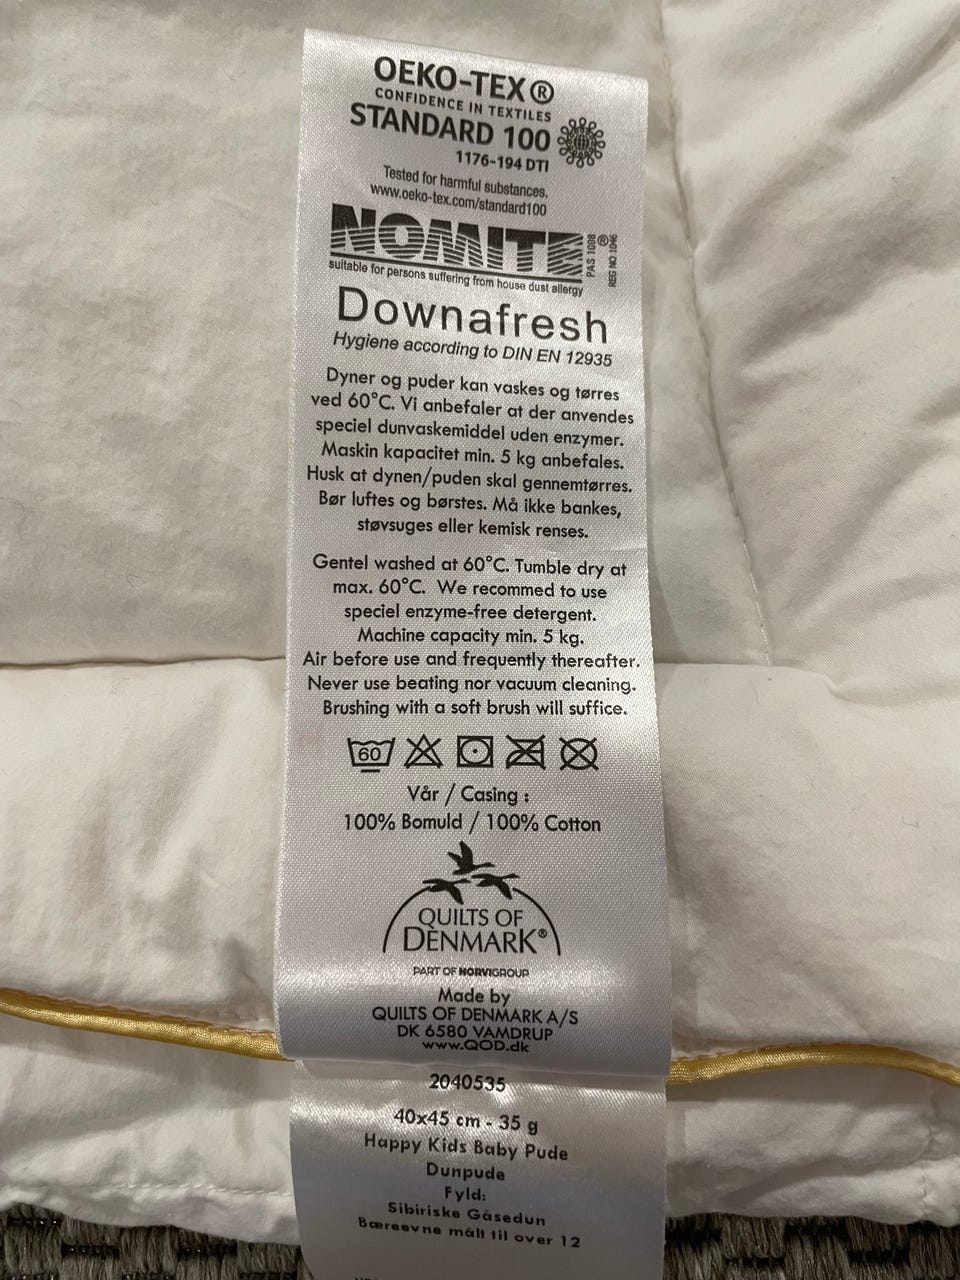 OEKO-TEX®
CONFIDENCE IN TEXTILES
STANDARD 100
1176-194 DTI
Tested for harmful substances.
www.oeko-tex.com/standard100
NOMITE
PAS 1008
®
REG NO 1046
suitable for persons suffering from house dust allergy
Downafresh
Hygiene according to DIN EN 12935
Dyner og puder kan vaskes og tørres
ved 60°C. Vi anbefaler at der anvendes
speciel dunvaskemiddel uden enzymer.
Maskin kapacitet min. 5 kg anbefales.
Husk at dynen/puden skal gennemtørres.
Bør luftes og børstes. Må ikke bankes,
støvsuges eller kemisk renses.
Gentel washed at 60°C. Tumble dry at
max. 60°C. We recommed to use
speciel enzyme-free detergent.
Machine capacity min. 5 kg.
Air before use and frequently thereafter.
Never use beating nor vacuum cleaning.
Brushing with a soft brush will suffice.
60
Vår / Casing :
100% Bomuld / 100% Cotton
QUILTS OF
DENMARK®
PART OF NORVIGROUP
Made by
QUILTS OF DENMARK A/S
DK 6580 VAMDRUP
www.QOD.dk
2040535
40x45 cm - 35 g
Happy Kids Baby Pude
Dunpude
Fyld:
Sibiriske Gåsedun
Bæreevne målt til over 12